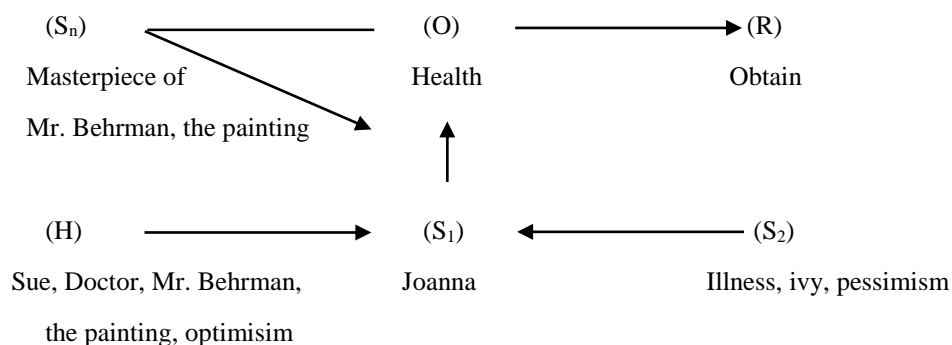 (Sn) (O) (R)
Masterpiece of Health Obtain
Mr. Behrman, the painting
(H) (S1) (S2)
Sue, Doctor, Mr. Behrman, Joanna Illness, ivy, pessimism
the painting, optimisim